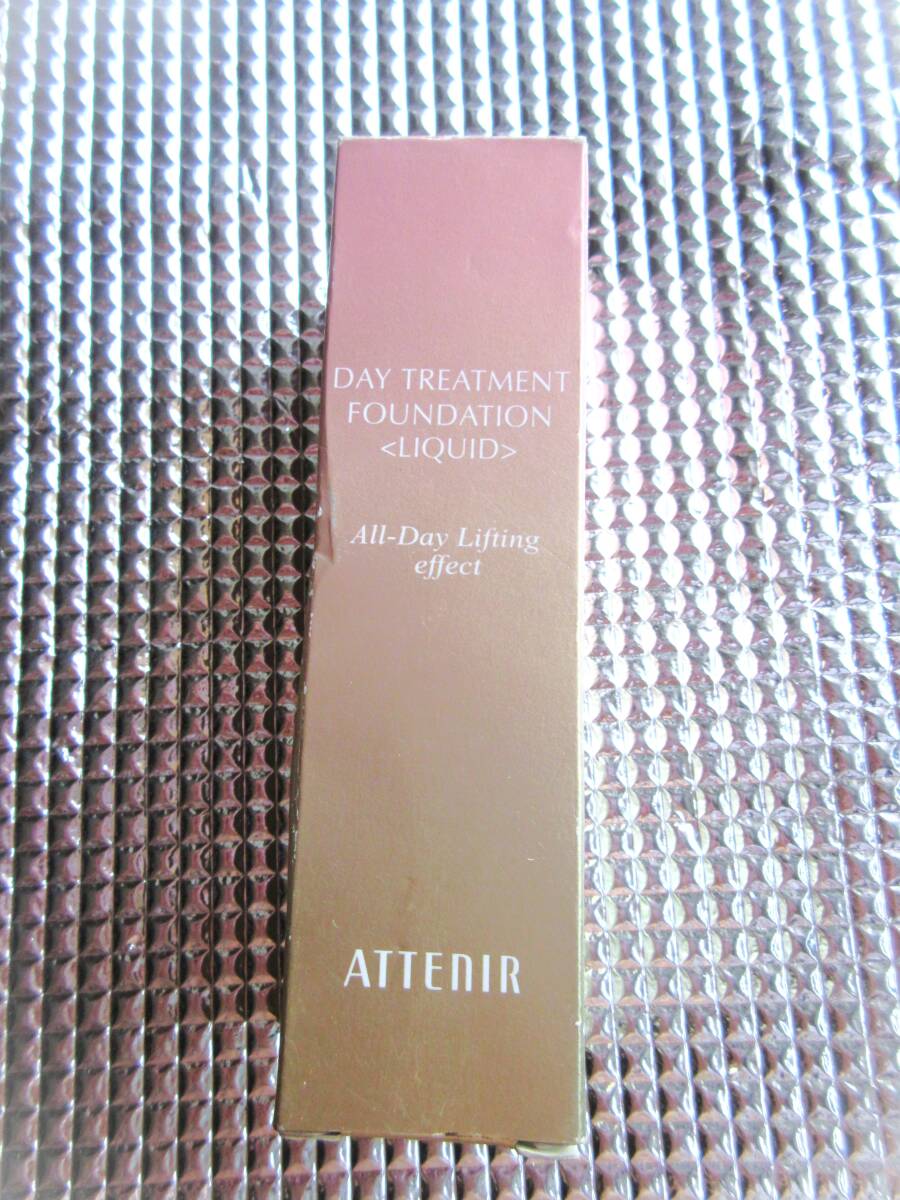 DAY TREATMENT
FOUNDATION
<LIQUID>
All-Day Lifting
effect
ATTENIR